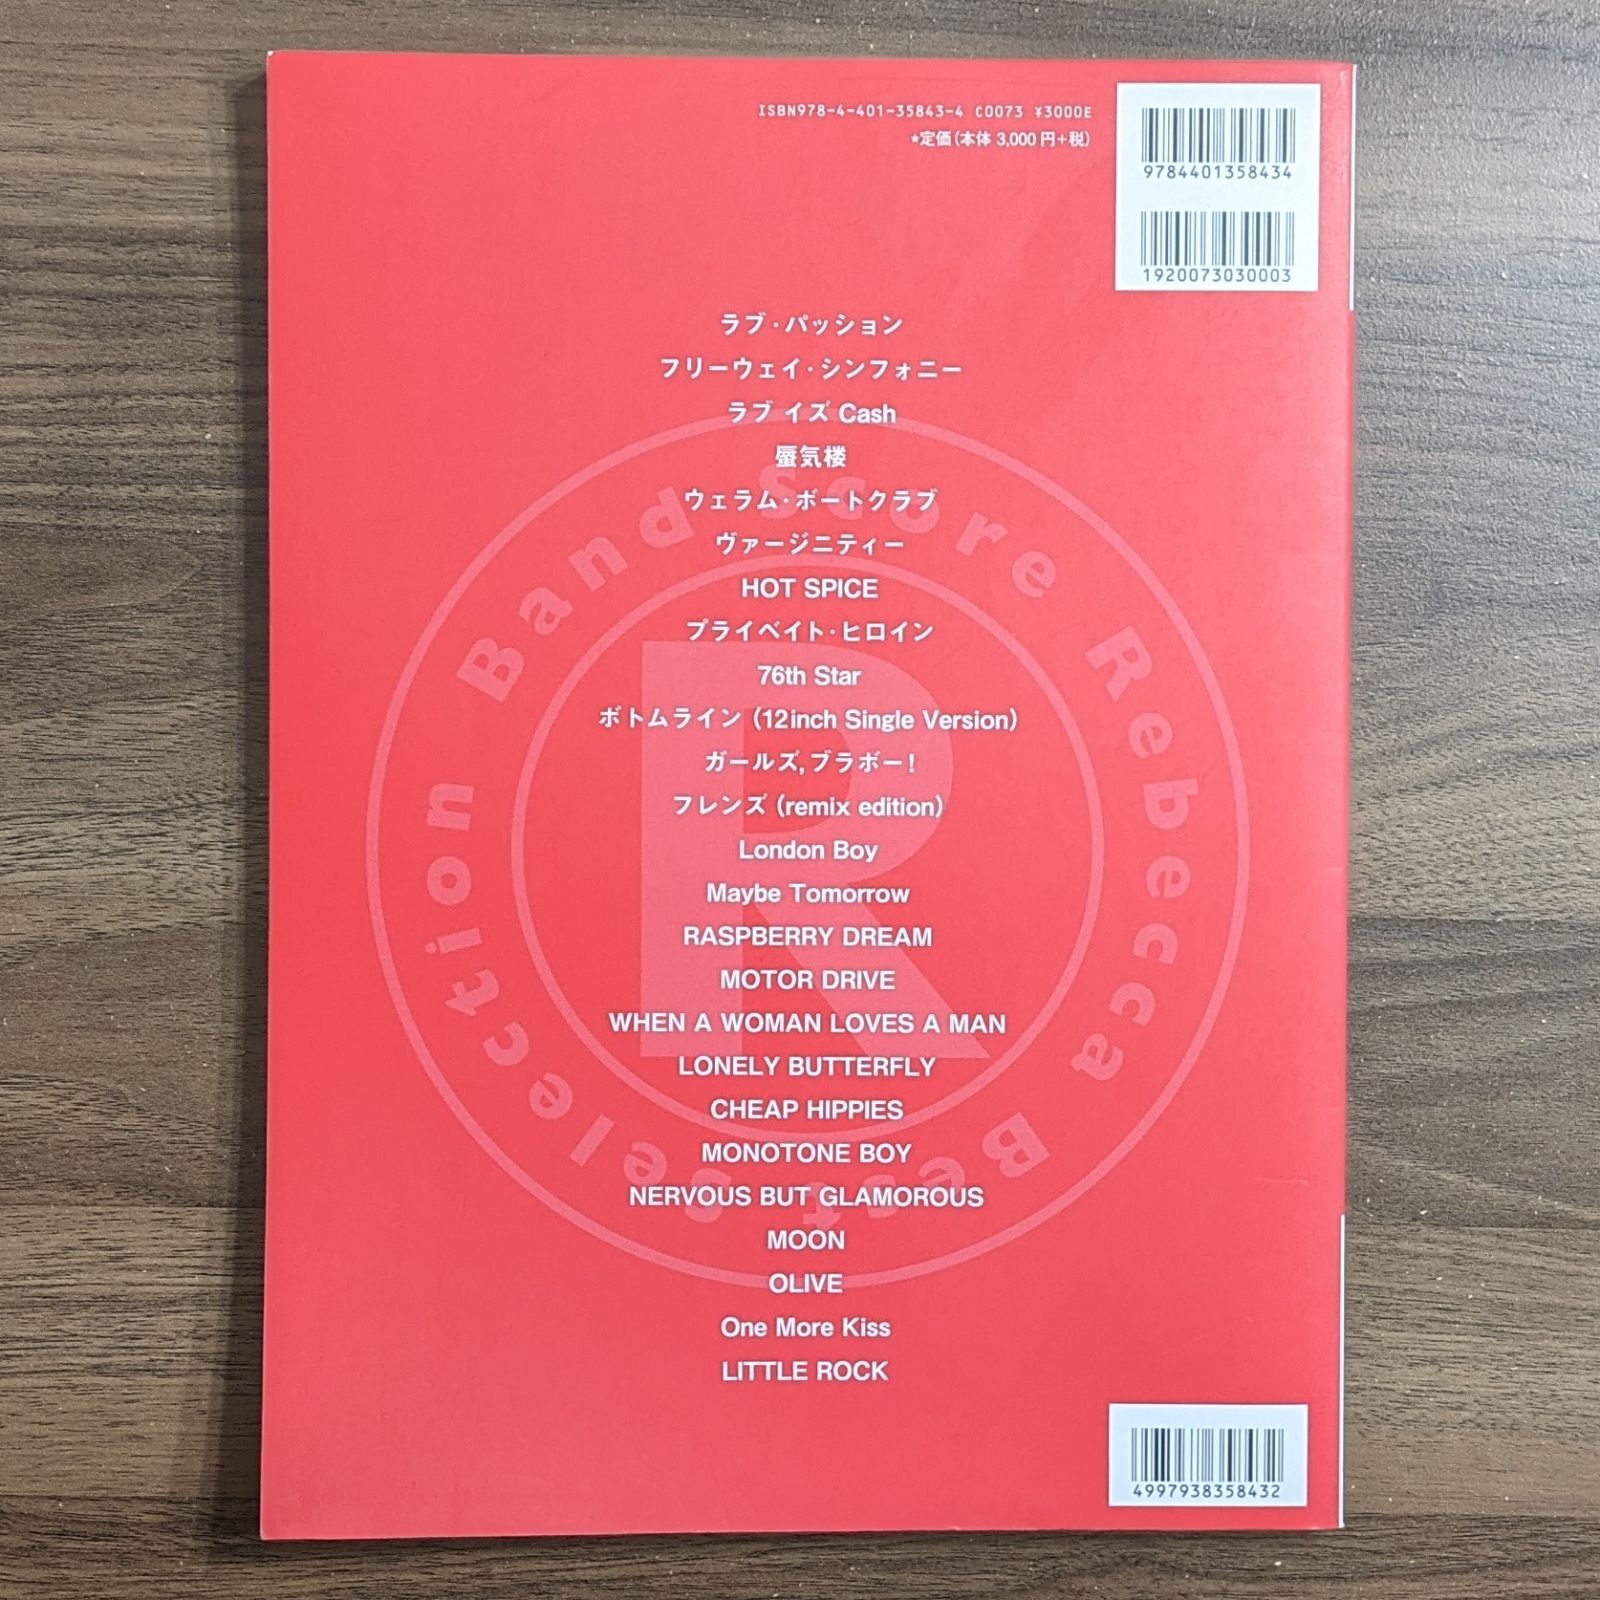 ISBN978-4-401-35843-4 C0073 ¥3000E
★定価（本体 3,000 円+税）
9784401358434
1920073030003
ラブ・パッション
フリーウェイ・シンフォニー
ラブ イズ Cash
蜃気楼
ウェラム・ボートクラブ
ヴァージニティー
HOT SPICE
プライベイト・ヒロイン
76th Star
ボトムライン（12inch Single Version）
ガールズ,ブラボー！
フレンズ（remix edition）
London Boy
Maybe Tomorrow
RASPBERRY DREAM
MOTOR DRIVE
WHEN A WOMAN LOVES A MAN
LONELY BUTTERFLY
CHEAP HIPPIES
MONOTONE BOY
NERVOUS BUT GLAMOROUS
MOON
OLIVE
One More Kiss
LITTLE ROCK
Band Score Rebecca Best Selection
R
4997938358432